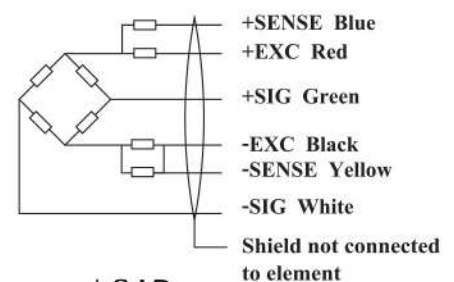 +SENSE Blue
+EXC Red
+SIG Green
-EXC Black
-SENSE Yellow
-SIG White
Shield not connected
to element